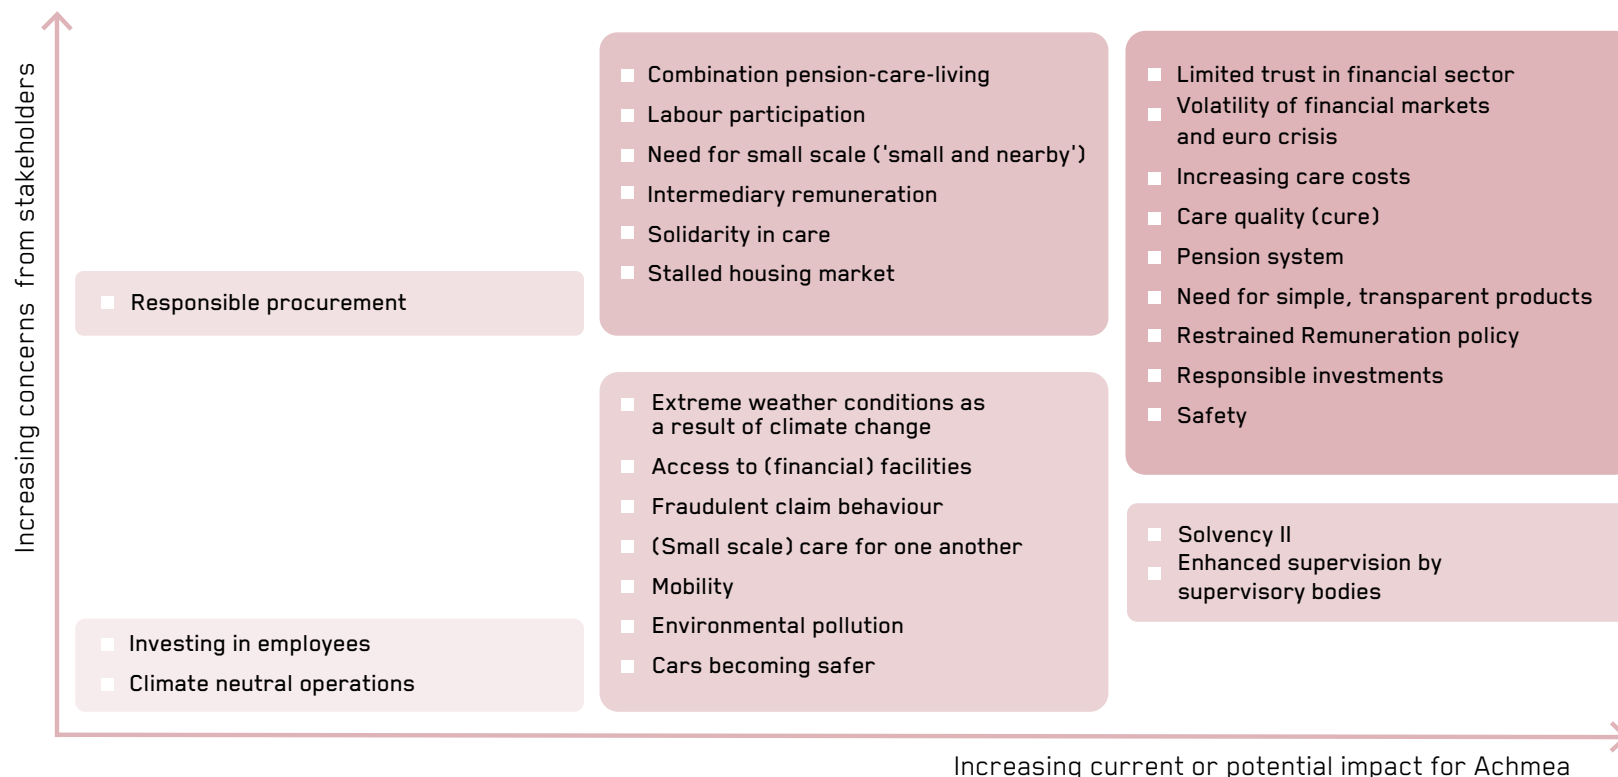 Increasing concerns from stakeholders
Combination pension-care-living
Labour participation
Need for small scale ('small and nearby')
Intermediary remuneration
Solidarity in care
Stalled housing market
Limited trust in financial sector
Volatility of financial markets
and euro crisis
Increasing care costs
Care quality (cure)
Pension system
Need for simple, transparent products
Restrained Remuneration policy
Responsible investments
Safety
Responsible procurement
Extreme weather conditions as
a result of climate change
Access to (financial) facilities
Fraudulent claim behaviour
(Small scale) care for one another
Mobility
Environmental pollution
Cars becoming safer
Solvency II
Enhanced supervision by
supervisory bodies
Investing in employees
Climate neutral operations
Increasing current or potential impact for Achmea